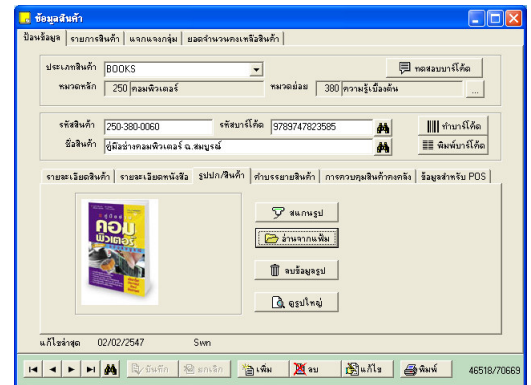 ข้อมูลสินค้า
ป้อนข้อมูล รายการสินค้า แจกแจงกลุ่ม ยอดจำนวนคงเหลือสินค้า
ประเภทสินค้า BOOKS ทดสอบบาร์โค้ด
หมวดหลัก 250 คอมพิวเตอร์ หมวดย่อย 380 ความรู้เบื้องต้น ...
รหัสสินค้า 250-380-0060 รหัสบาร์โค้ด 9789747823585 ทำบาร์โค้ด
ชื่อสินค้า คู่มือช่างคอมพิวเตอร์ ฉ.สมบูรณ์ พิมพ์บาร์โค้ด
รายละเอียดสินค้า รายละเอียดหนังสือ รูปปก/สินค้า คำบรรยายสินค้า การควบคุมสินค้าคงคลัง ข้อมูลสำหรับ POS
คู่มือช่าง
คอม
พิวเตอร์
สแกนรูป
อ่านจากแฟ้ม
ลบข้อมูลรูป
ดูรูปใหญ่
แก้ไขล่าสุด 02/02/2547 Swn
บันทึก ยกเลิก เพิ่ม ลบ แก้ไข พิมพ์ 46518/70669